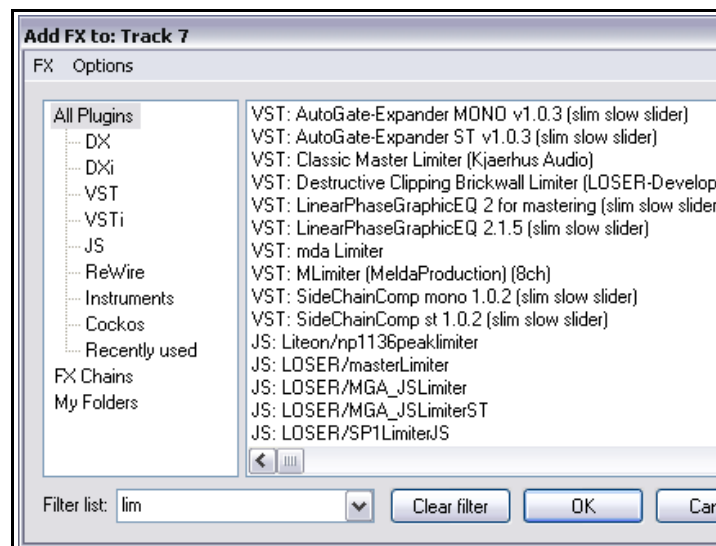 Add FX to: Track 7
FX Options
All Plugins
DX
DXi
VST
VSTi
JS
ReWire
Instruments
Cockos
Recently used
FX Chains
My Folders
VST: AutoGate-Expander MONO v1.0.3 (slim slow slider)
VST: AutoGate-Expander ST v1.0.3 (slim slow slider)
VST: Classic Master Limiter (Kjaerhus Audio)
VST: Destructive Clipping Brickwall Limiter (LOSER-Develop
VST: LinearPhaseGraphicEQ 2 for mastering (slim slow slider
VST: LinearPhaseGraphicEQ 2.1.5 (slim slow slider)
VST: mda Limiter
VST: MLimiter (MeldaProduction) (8ch)
VST: SideChainComp mono 1.0.2 (slim slow slider)
VST: SideChainComp st 1.0.2 (slim slow slider)
JS: Liteon/np1136peaklimiter
JS: LOSER/masterLimiter
JS: LOSER/MGA_JSLimiter
JS: LOSER/MGA_JSLimiterST
JS: LOSER/SP1LimiterJS
Filter list: lim Clear filter OK Can